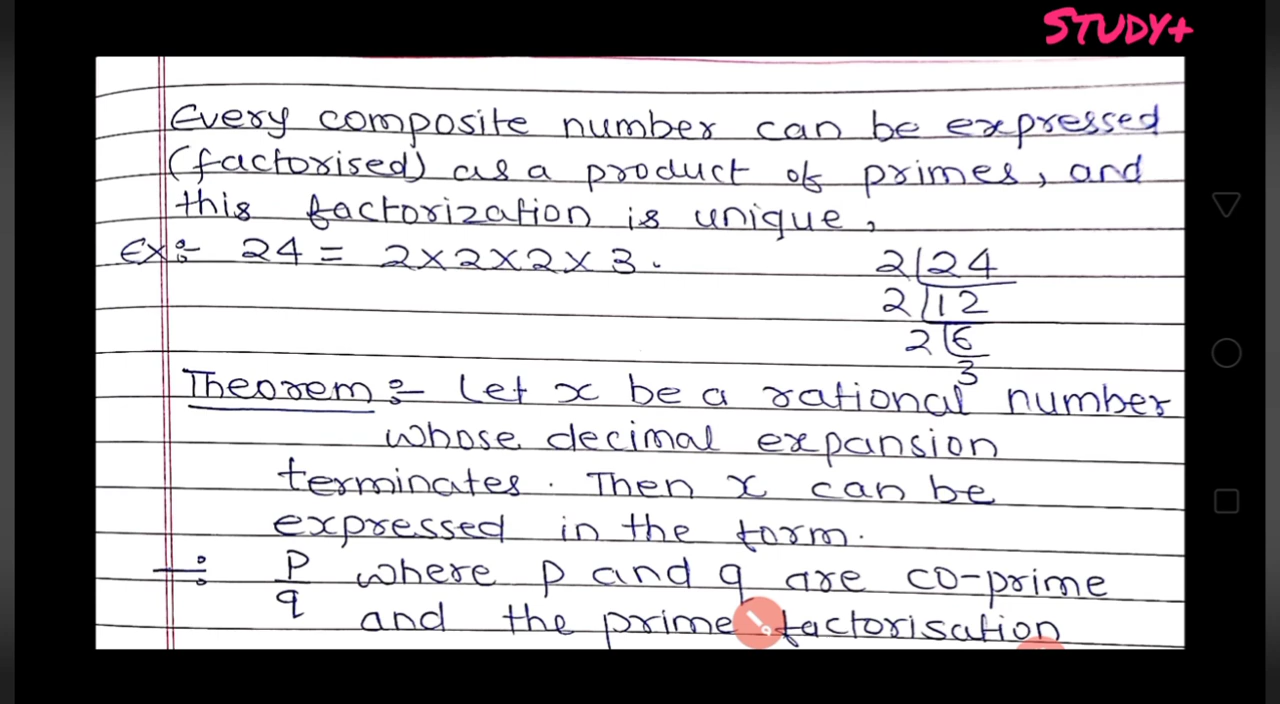 STUDY+
Every composite number can be expressed
(factorised) as a product of primes, and
this factorization is unique,
Ex:- 24 = 2×2×2×3.
2|24
2|12
2|6
3
Theorem :- Let x be a rational number
whose decimal expansion
terminates. Then x can be
expressed in the form.
÷ p/q where p and q are co-prime
and the prime factorisation